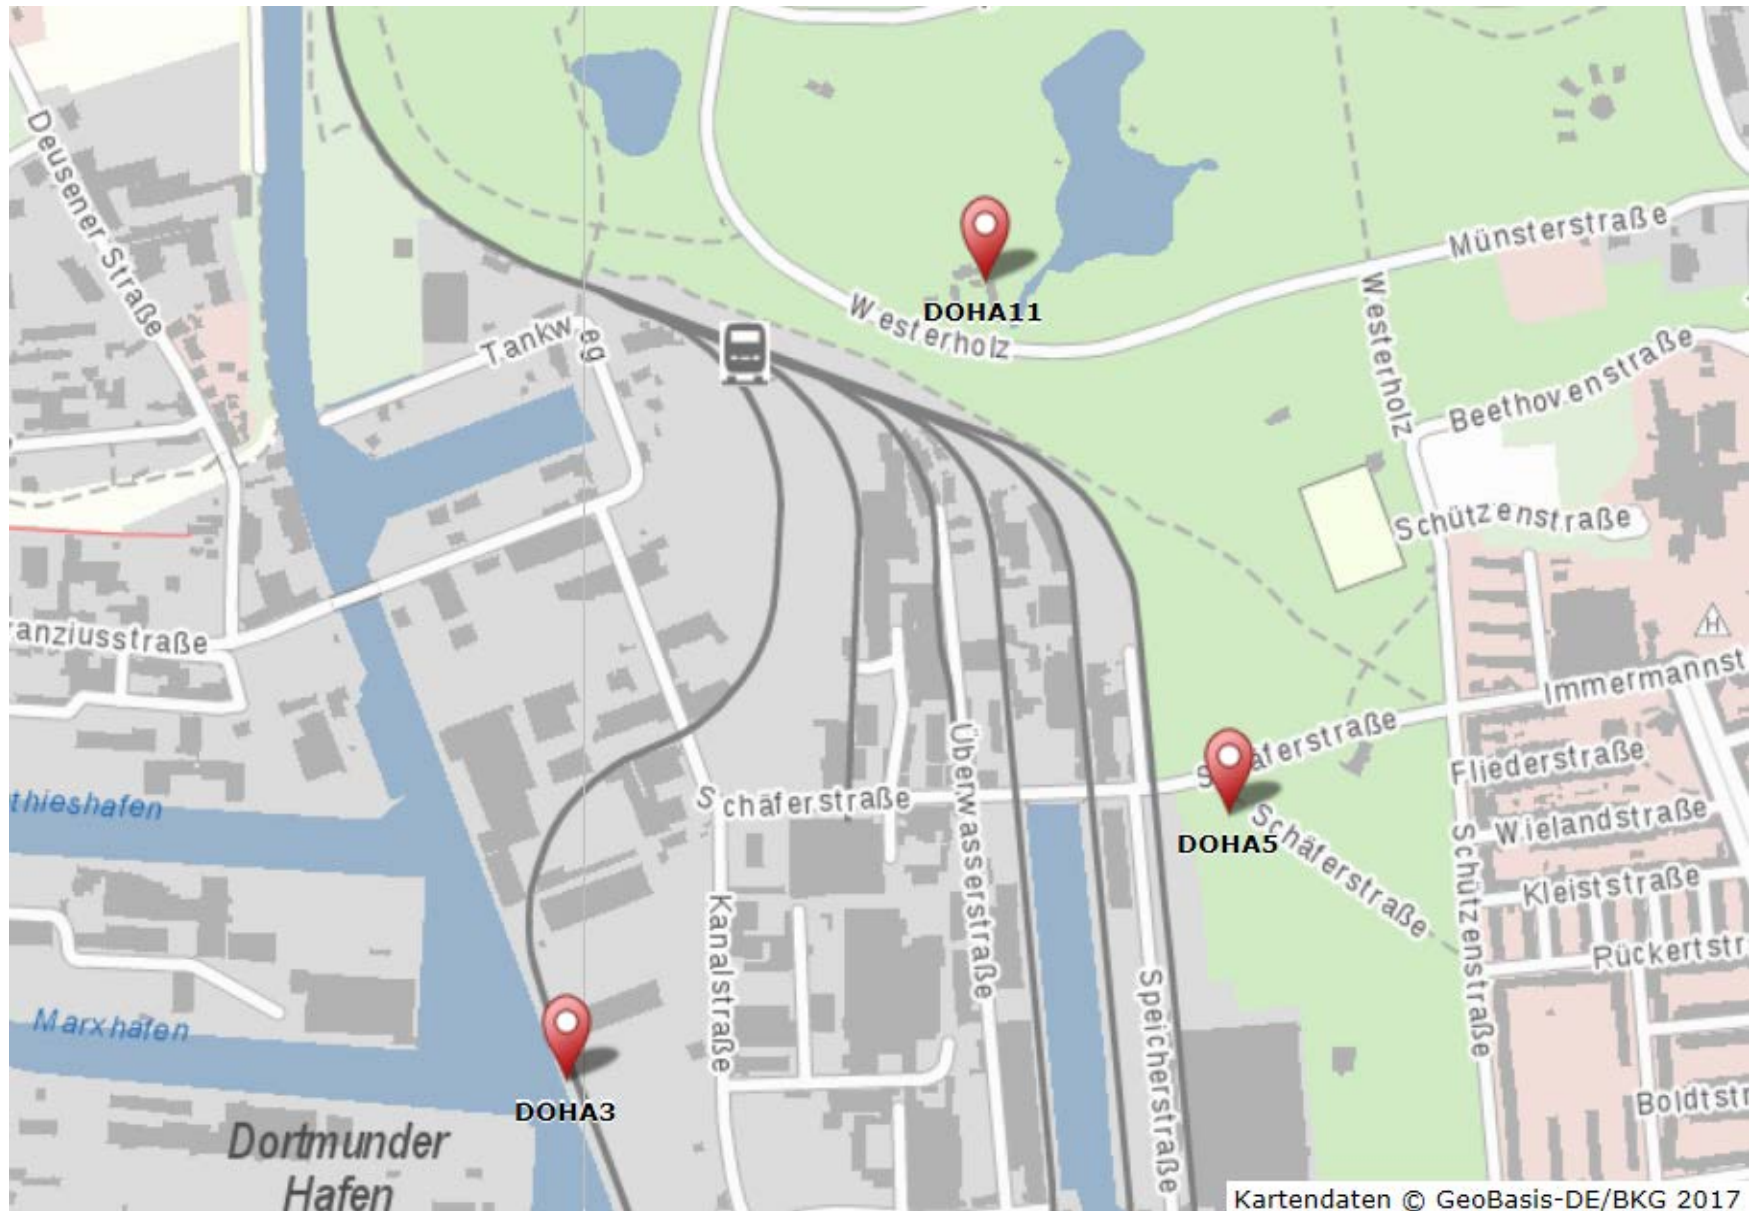 Deusener Straße
Münsterstraße
DOHA11
Westerholz
Westerholz
Tankweg
Beethovenstraße
Schützenstraße
ranziusstraße
H
Immermannst
Schäferstraße
Fliederstraße
Überwasserstraße
thieshafen
Schäferstraße
Wielandstraße
DOHA5
Schäferstraße
Schützenstraße
Kleiststraße
Kanalstraße
Rückertstr
Speicherstraße
Marxhafen
DOHA3
Boldtstr
Dortmunder
Hafen
Kartendaten © GeoBasis-DE/BKG 2017